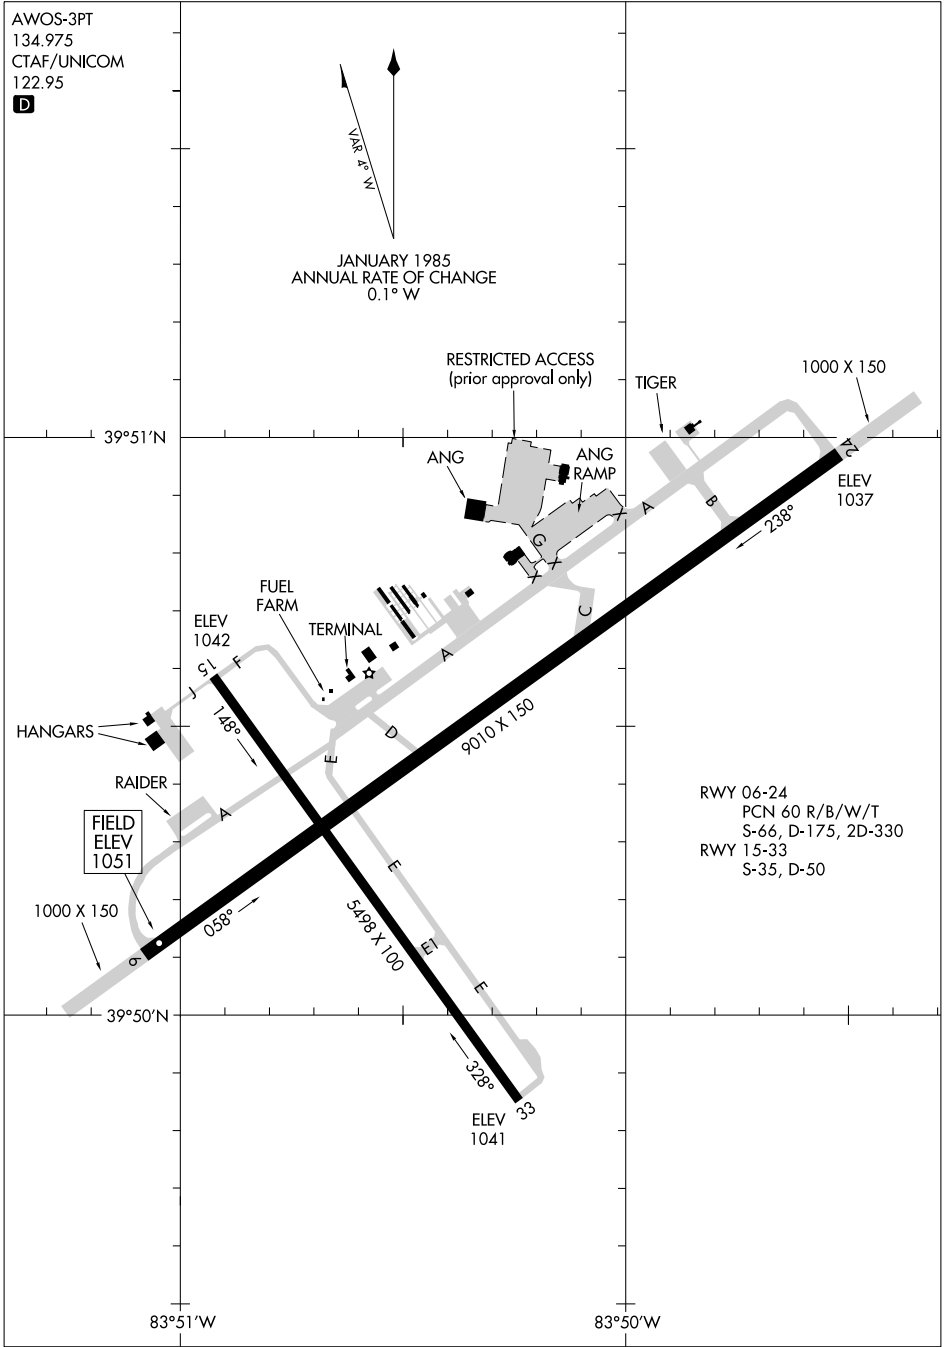 AWOS-3PT
134.975
CTAF/UNICOM
122.95
D
VAR 4° W
JANUARY 1985
ANNUAL RATE OF CHANGE
0.1° W
RESTRICTED ACCESS
(prior approval only)
TIGER
1000 X 150
39°51'N
ANG
ANG
RAMP
24
ELEV
1037
A
B
238°
G
X
X
X
C
FUEL
FARM
TERMINAL
ELEV
1042
15
F
J
A
HANGARS
148°
D
E
9010 X 150
RAIDER
A
FIELD
ELEV
1051
RWY 06-24
PCN 60 R/B/W/T
S-66, D-175, 2D-330
RWY 15-33
S-35, D-50
1000 X 150
058°
E
5498 X 100
E1
6
E
39°50'N
328°
33
ELEV
1041
83°51'W
83°50'W